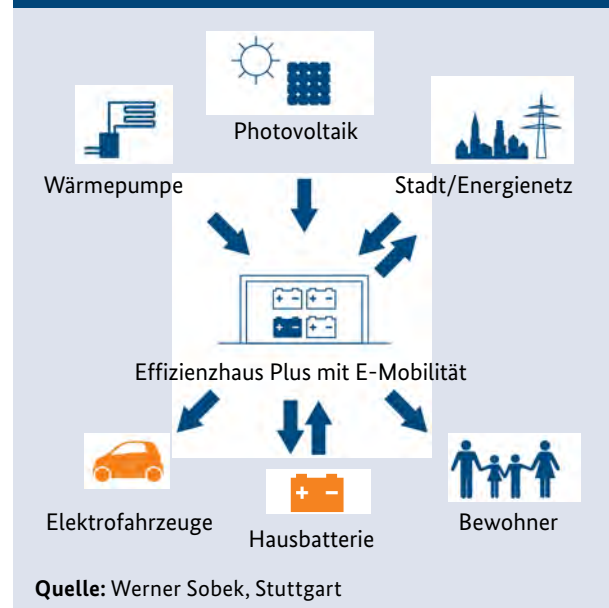 Photovoltaik
Wärmepumpe
Stadt/Energienetz
Effizienzhaus Plus mit E-Mobilität
Elektrofahrzeuge
Hausbatterie
Bewohner
Quelle: Werner Sobek, Stuttgart